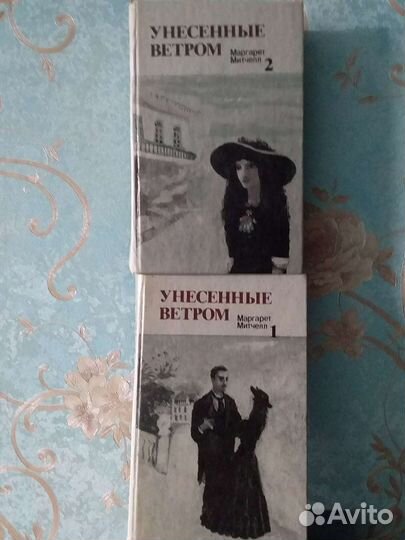 УНЕСЕННЫЕ
ВЕТРОМ
Маргарет
Митчелл
2
УНЕСЕННЫЕ
ВЕТРОМ
Маргарет
Митчелл
1
Avito